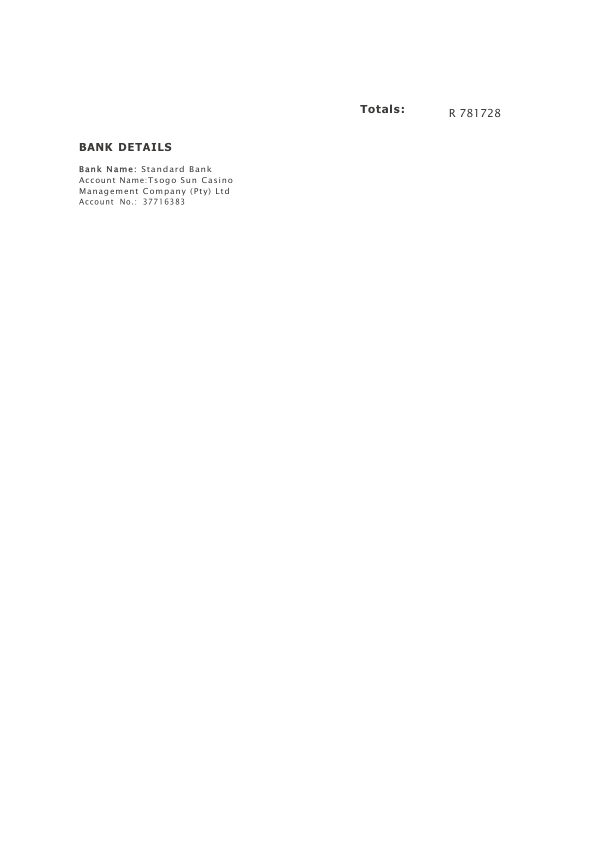 Totals: R 781728
BANK DETAILS
Bank Name: Standard Bank
Account Name:Tsogo Sun Casino
Management Company (Pty) Ltd
Account No.: 37716383